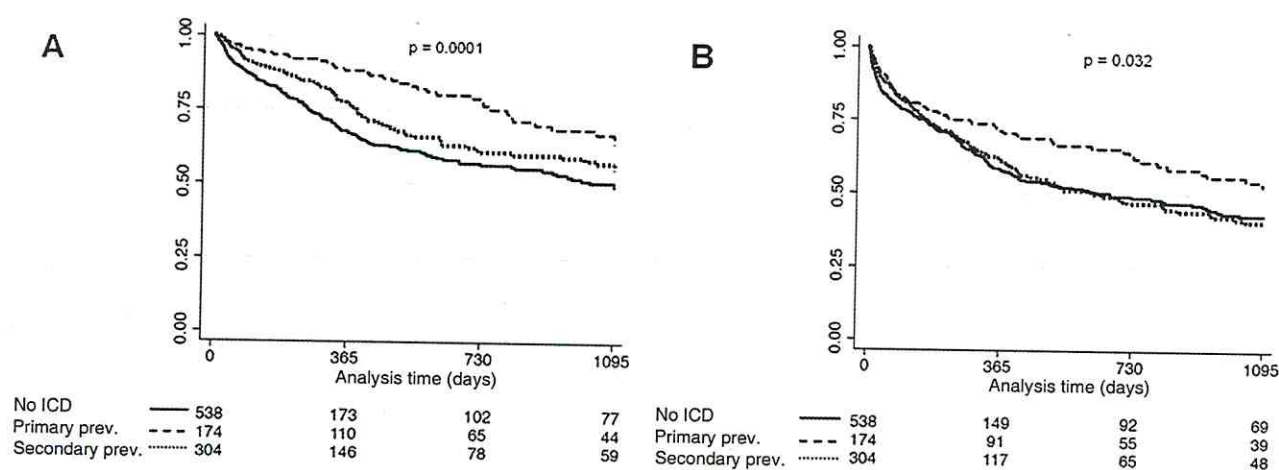 A
p = 0.0001
1.00
0.75
0.50
0.25
0.00
0 365 730 1095
Analysis time (days)
No ICD 538 173 102 77
Primary prev. 174 110 65 44
Secondary prev. 304 146 78 59
B
p = 0.032
1.00
0.75
0.50
0.25
0.00
0 365 730 1095
Analysis time (days)
No ICD 538 149 92 69
Primary prev. 174 91 55 39
Secondary prev. 304 117 65 48